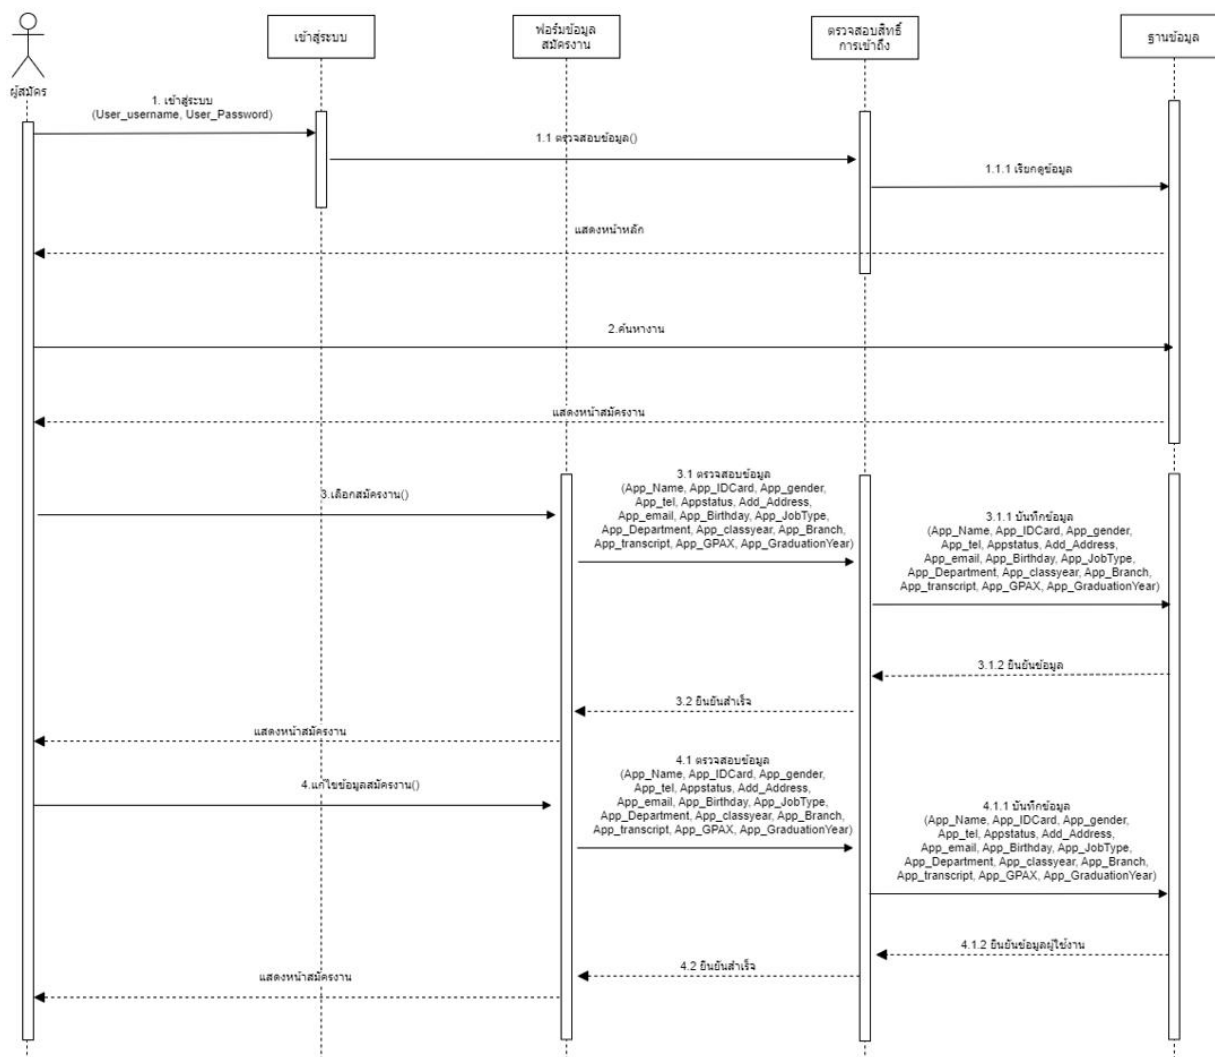 เข้าสู่ระบบ
ฟอร์มข้อมูล
สมัครงาน
ตรวจสอบสิทธิ์
การเข้าถึง
ฐานข้อมูล
ผู้สมัคร
1. เข้าสู่ระบบ
(User_username, User_Password)
1.1 ตรวจสอบข้อมูล()
1.1.1 เรียกดูข้อมูล
แสดงหน้าหลัก
2.ค้นหางาน
แสดงหน้าสมัครงาน
3.เลือกสมัครงาน()
3.1 ตรวจสอบข้อมูล
(App_Name, App_IDCard, App_gender,
App_tel, Appstatus, Add_Address,
App_email, App_Birthday, App_JobType,
App_Department, App_classyear, App_Branch,
App_transcript, App_GPAX, App_GraduationYear)
3.1.1 บันทึกข้อมูล
(App_Name, App_IDCard, App_gender,
App_tel, Appstatus, Add_Address,
App_email, App_Birthday, App_JobType,
App_Department, App_classyear, App_Branch,
App_transcript, App_GPAX, App_GraduationYear)
3.1.2 ยืนยันข้อมูล
3.2 ยืนยันสำเร็จ
แสดงหน้าสมัครงาน
4.แก้ไขข้อมูลสมัครงาน()
4.1 ตรวจสอบข้อมูล
(App_Name, App_IDCard, App_gender,
App_tel, Appstatus, Add_Address,
App_email, App_Birthday, App_JobType,
App_Department, App_classyear, App_Branch,
App_transcript, App_GPAX, App_GraduationYear)
4.1.1 บันทึกข้อมูล
(App_Name, App_IDCard, App_gender,
App_tel, Appstatus, Add_Address,
App_email, App_Birthday, App_JobType,
App_Department, App_classyear, App_Branch,
App_transcript, App_GPAX, App_GraduationYear)
4.1.2 ยืนยันข้อมูลผู้ใช้งาน
4.2 ยืนยันสำเร็จ
แสดงหน้าสมัครงาน